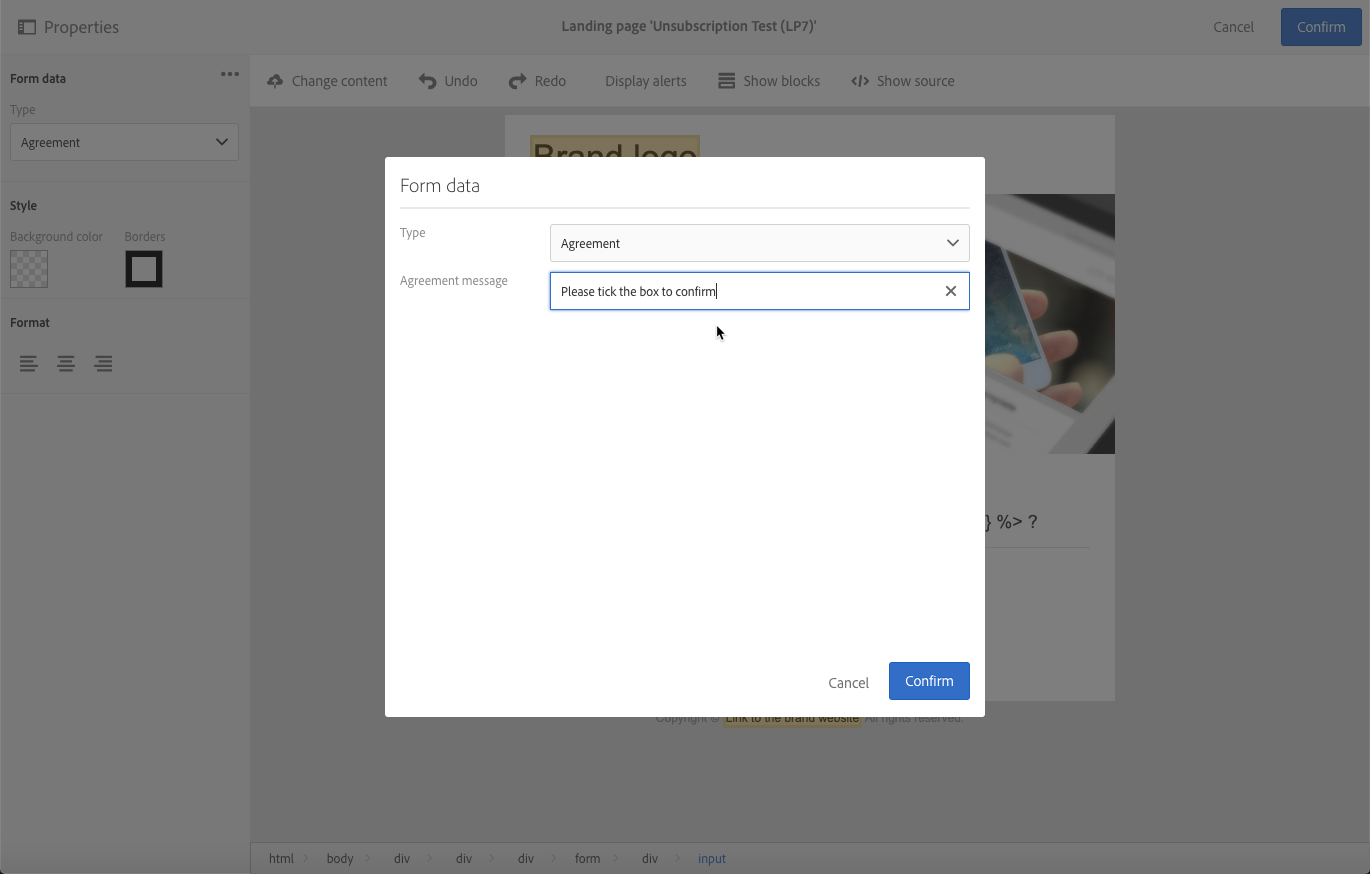 Properties
Landing page 'Unsubscription Test (LP7)'
Cancel
Confirm
Form data
Type
Agreement
Style
Background color
Borders
Format
Change content
Undo
Redo
Display alerts
Show blocks
Show source
Brand logo
Form data
Type
Agreement
Agreement message
Please tick the box to confirm
Cancel
Confirm
} %> ?
Copyright © Link to the brand website All rights reserved.
html body div div div form div input